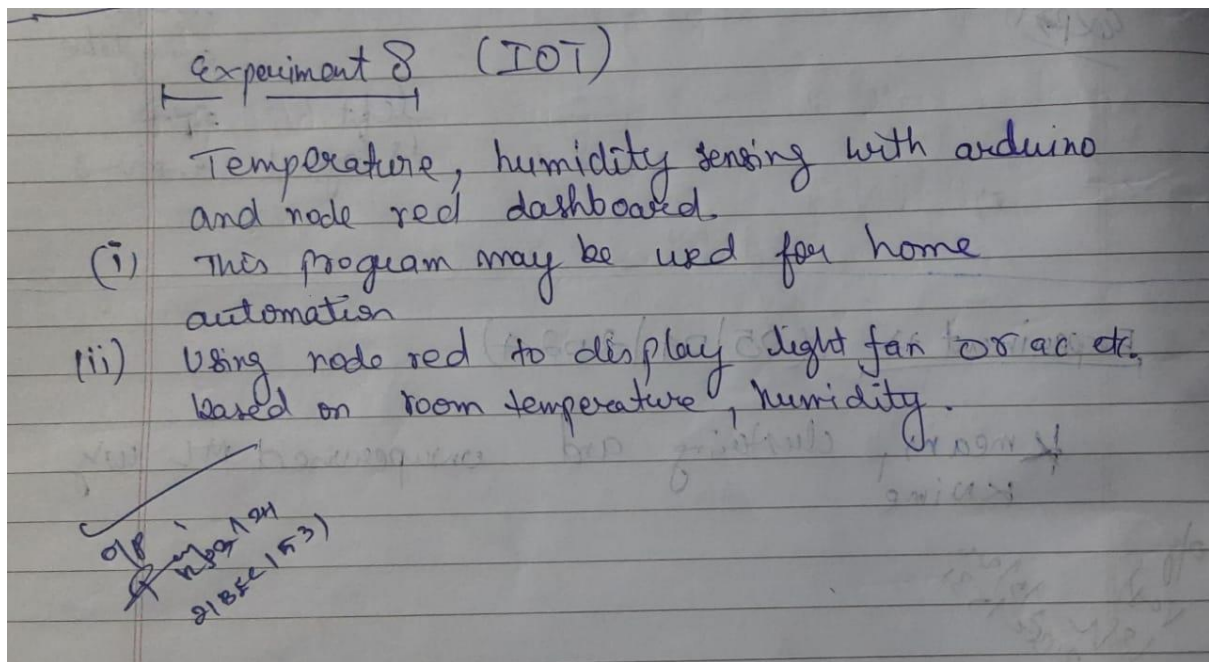 Experiment 8 (IOT)
Temperature, humidity sensing with arduino
and node red dashboard.
(i) This program may be used for home
automation
(ii) Using node red to display light fan or ac etc.
based on room temperature, humidity.
O/P
21BEC153)